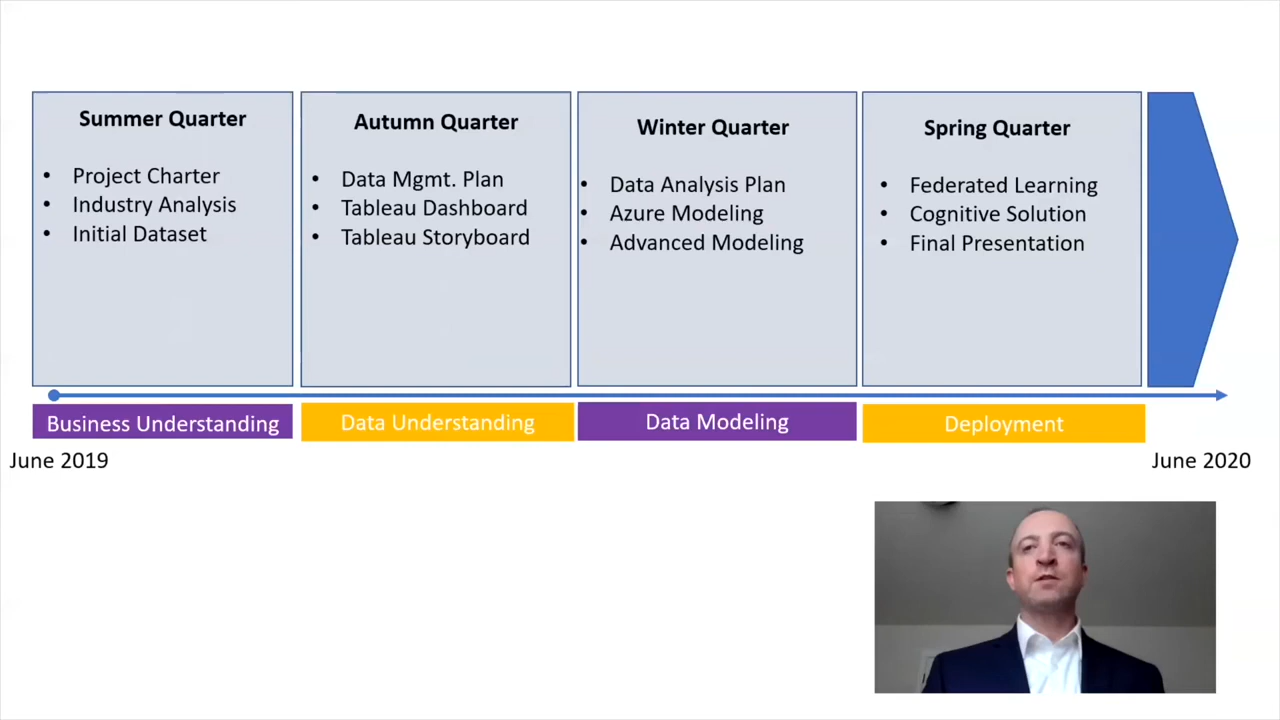 Summer Quarter
• Project Charter
• Industry Analysis
• Initial Dataset
Autumn Quarter
• Data Mgmt. Plan
• Tableau Dashboard
• Tableau Storyboard
Winter Quarter
• Data Analysis Plan
• Azure Modeling
• Advanced Modeling
Spring Quarter
• Federated Learning
• Cognitive Solution
• Final Presentation
Business Understanding
Data Understanding
Data Modeling
Deployment
June 2019
June 2020